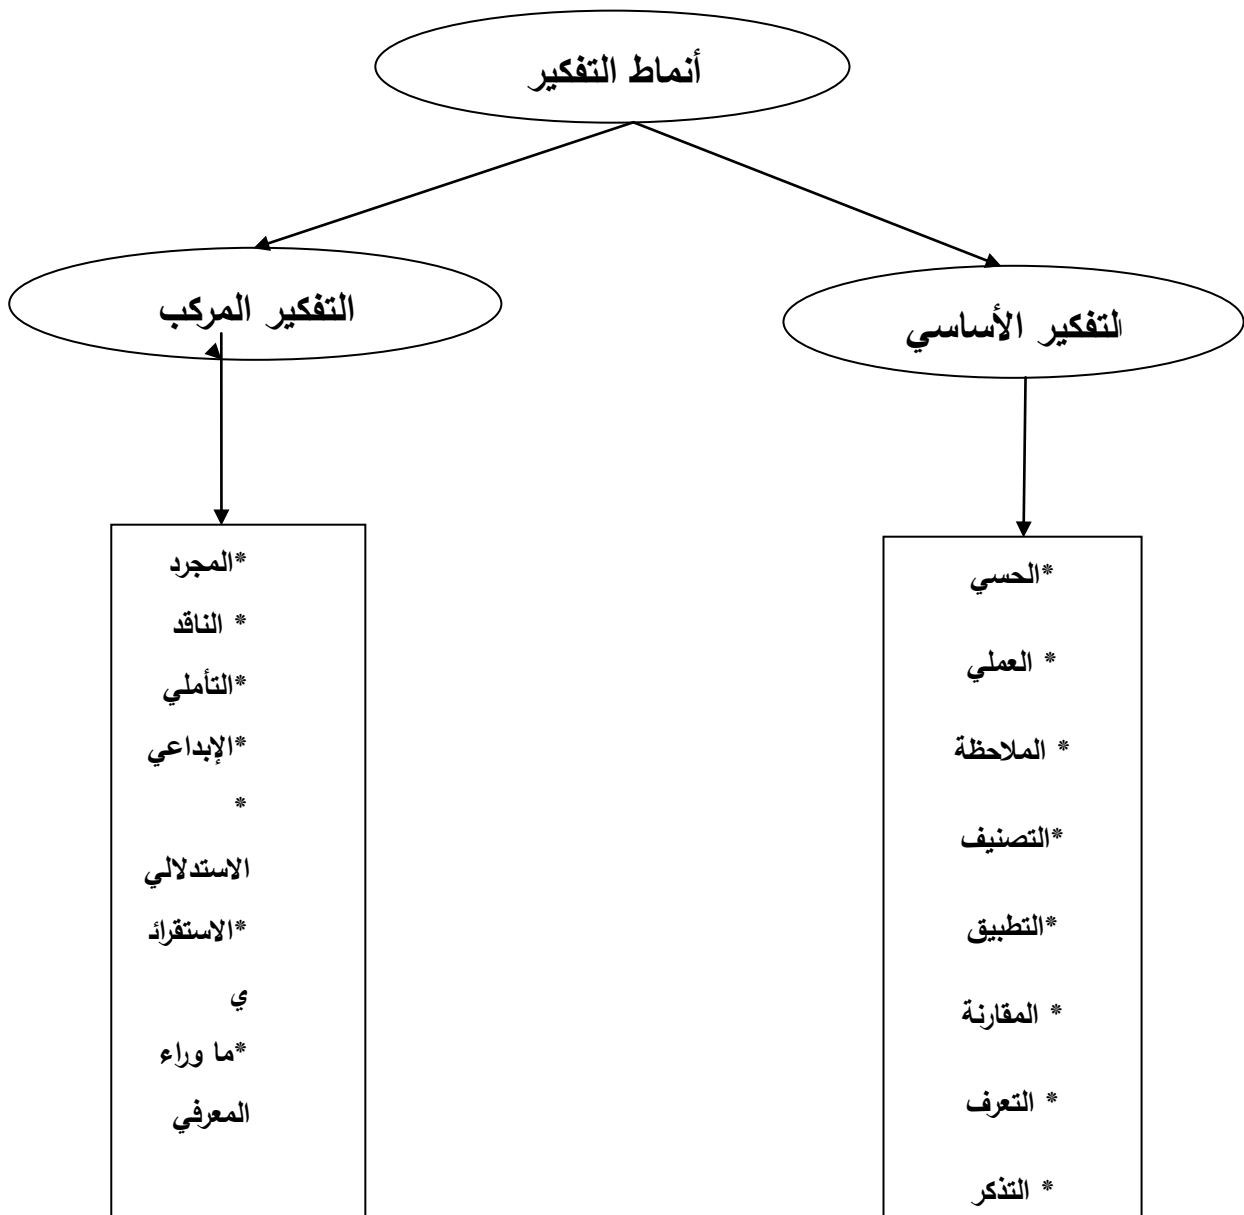 أنماط التفكير
التفكير الأساسي
التفكير المركب
*الحسي
* العملي
* الملاحظة
*التصنيف
*التطبيق
* المقارنة
* التعرف
* التذكر
*المجرد
* الناقد
*التأملي
*الإبداعي
*
الاستدلالي
*الاستقرائ
ي
*ما وراء
المعرفي